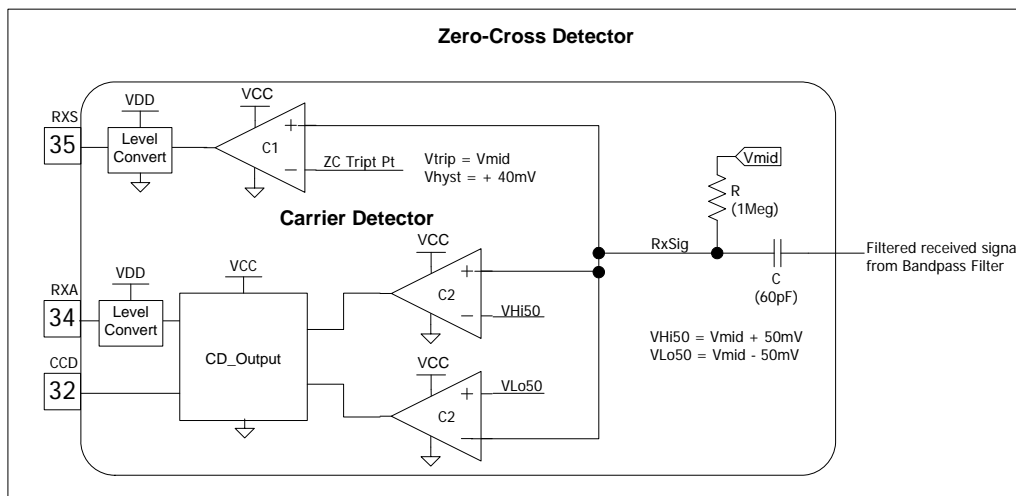 Zero-Cross Detector
RXS
35
VDD
Level
Convert
VCC
C1
+
−
ZC Tript Pt
Vtrip = Vmid
Vhyst = + 40mV
Vmid
R
(1Meg)
Carrier Detector
RxSig
C
(60pF)
Filtered received signa
from Bandpass Filter
RXA
34
VDD
Level
Convert
VCC
CD_Output
VCC
C2
+
−
VHi50
VHi50 = Vmid + 50mV
VLo50 = Vmid - 50mV
CCD
32
VCC
C2
+
−
VLo50